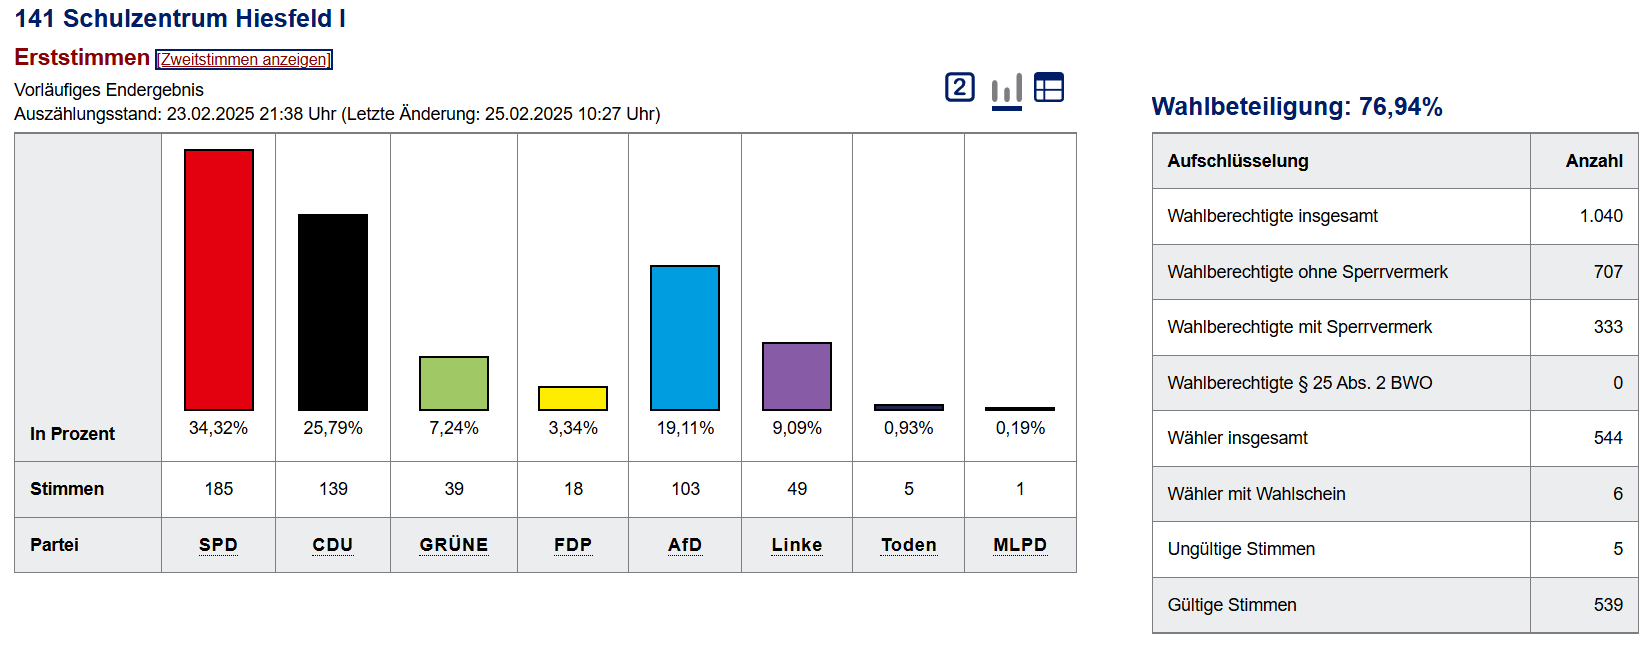 141 Schulzentrum Hiesfeld I
Erststimmen [Zweitstimmen anzeigen]
Vorläufiges Endergebnis
Auszählungsstand: 23.02.2025 21:38 Uhr (Letzte Änderung: 25.02.2025 10:27 Uhr)
2
In Prozent 34,32% 25,79% 7,24% 3,34% 19,11% 9,09% 0,93% 0,19%
Stimmen 185 139 39 18 103 49 5 1
Partei SPD CDU GRÜNE FDP AfD Linke Toden MLPD
Wahlbeteiligung: 76,94%
Aufschlüsselung Anzahl
Wahlberechtigte insgesamt 1.040
Wahlberechtigte ohne Sperrvermerk 707
Wahlberechtigte mit Sperrvermerk 333
Wahlberechtigte § 25 Abs. 2 BWO 0
Wähler insgesamt 544
Wähler mit Wahlschein 6
Ungültige Stimmen 5
Gültige Stimmen 539